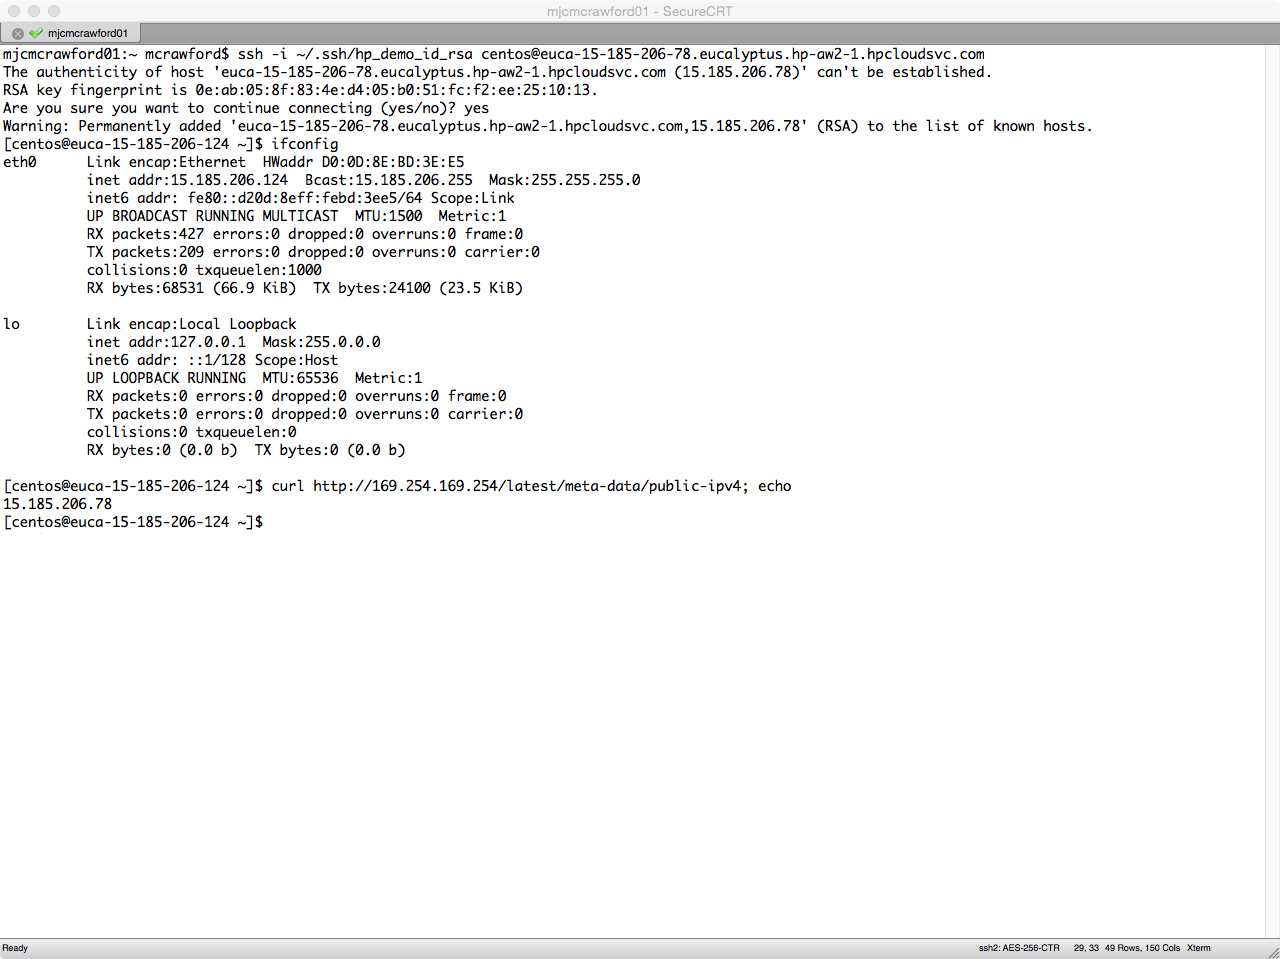 mjcmcrawford01 - SecureCRT
mjcmcrawford01
mjcmcrawford01:~ mcrawford$ ssh -i ~/.ssh/hp_demo_id_rsa centos@euca-15-185-206-78.eucalyptus.hp-aw2-1.hpcloudsvc.com
The authenticity of host 'euca-15-185-206-78.eucalyptus.hp-aw2-1.hpcloudsvc.com (15.185.206.78)' can't be established.
RSA key fingerprint is 0e:ab:05:8f:83:4e:d4:05:b0:51:fc:f2:ee:25:10:13.
Are you sure you want to continue connecting (yes/no)? yes
Warning: Permanently added 'euca-15-185-206-78.eucalyptus.hp-aw2-1.hpcloudsvc.com,15.185.206.78' (RSA) to the list of known hosts.
[centos@euca-15-185-206-124 ~]$ ifconfig
eth0      Link encap:Ethernet  HWaddr D0:0D:8E:BD:3E:E5
          inet addr:15.185.206.124  Bcast:15.185.206.255  Mask:255.255.255.0
          inet6 addr: fe80::d20d:8eff:febd:3ee5/64 Scope:Link
          UP BROADCAST RUNNING MULTICAST  MTU:1500  Metric:1
          RX packets:427 errors:0 dropped:0 overruns:0 frame:0
          TX packets:209 errors:0 dropped:0 overruns:0 carrier:0
          collisions:0 txqueuelen:1000
          RX bytes:68531 (66.9 KiB)  TX bytes:24100 (23.5 KiB)
lo        Link encap:Local Loopback
          inet addr:127.0.0.1  Mask:255.0.0.0
          inet6 addr: ::1/128 Scope:Host
          UP LOOPBACK RUNNING  MTU:65536  Metric:1
          RX packets:0 errors:0 dropped:0 overruns:0 frame:0
          TX packets:0 errors:0 dropped:0 overruns:0 carrier:0
          collisions:0 txqueuelen:0
          RX bytes:0 (0.0 b)  TX bytes:0 (0.0 b)
[centos@euca-15-185-206-124 ~]$ curl http://169.254.169.254/latest/meta-data/public-ipv4; echo
15.185.206.78
[centos@euca-15-185-206-124 ~]$
Ready ssh2: AES-256-CTR 29, 33 49 Rows, 150 Cols Xterm